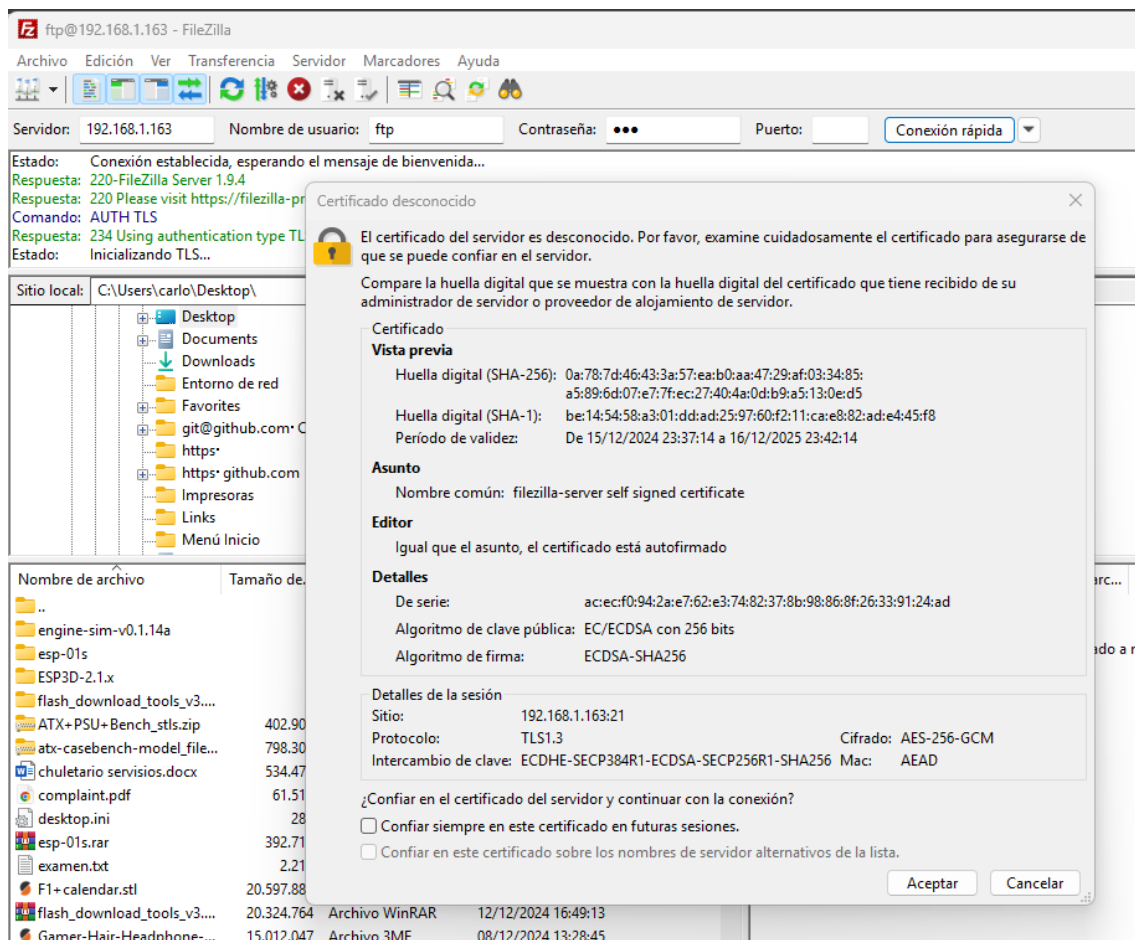 ftp@192.168.1.163 - FileZilla
Archivo Edición Ver Transferencia Servidor Marcadores Ayuda
Servidor: 192.168.1.163 Nombre de usuario: ftp Contraseña: ●●● Puerto: Conexión rápida
Estado: Conexión establecida, esperando el mensaje de bienvenida...
Respuesta: 220-FileZilla Server 1.9.4
Respuesta: 220 Please visit https://filezilla-pr
Comando: AUTH TLS
Respuesta: 234 Using authentication type TL
Estado: Inicializando TLS...
Sitio local: C:\Users\carlo\Desktop\
Desktop
Documents
Downloads
Entorno de red
Favorites
git@github.com· C
https·
https· github.com
Impresoras
Links
Menú Inicio
Nombre de archivo Tamaño de.
..
engine-sim-v0.1.14a
esp-01s
ESP3D-2.1.x
flash_download_tools_v3....
ATX+PSU+Bench_stls.zip 402.90
atx-casebench-model_file... 798.30
chuletario servisios.docx 534.47
complaint.pdf 61.51
desktop.ini 28
esp-01s.rar 392.71
examen.txt 2.21
F1+calendar.stl 20.597.88
flash_download_tools_v3.... 20.324.764 Archivo WinRAR 12/12/2024 16:49:13
Gamer-Hair-Headphone-... 15.012.047 Archivo 3MF 08/12/2024 13:28:45
Certificado desconocido
El certificado del servidor es desconocido. Por favor, examine cuidadosamente el certificado para asegurarse de
que se puede confiar en el servidor.
Compare la huella digital que se muestra con la huella digital del certificado que tiene recibido de su
administrador de servidor o proveedor de alojamiento de servidor.
Certificado
Vista previa
Huella digital (SHA-256): 0a:78:7d:46:43:3a:57:ea:b0:aa:47:29:af:03:34:85:
a5:89:6d:07:e7:7f:ec:27:40:4a:0d:b9:a5:13:0e:d5
Huella digital (SHA-1): be:14:54:58:a3:01:dd:ad:25:97:60:f2:11:ca:e8:82:ad:e4:45:f8
Período de validez: De 15/12/2024 23:37:14 a 16/12/2025 23:42:14
Asunto
Nombre común: filezilla-server self signed certificate
Editor
Igual que el asunto, el certificado está autofirmado
Detalles
De serie: ac:ec:f0:94:2a:e7:62:e3:74:82:37:8b:98:86:8f:26:33:91:24:ad
Algoritmo de clave pública: EC/ECDSA con 256 bits
Algoritmo de firma: ECDSA-SHA256
Detalles de la sesión
Sitio: 192.168.1.163:21
Protocolo: TLS1.3 Cifrado: AES-256-GCM
Intercambio de clave: ECDHE-SECP384R1-ECDSA-SECP256R1-SHA256 Mac: AEAD
¿Confiar en el certificado del servidor y continuar con la conexión?
Confiar siempre en este certificado en futuras sesiones.
Confiar en este certificado sobre los nombres de servidor alternativos de la lista.
Aceptar Cancelar
arc...
ado a r